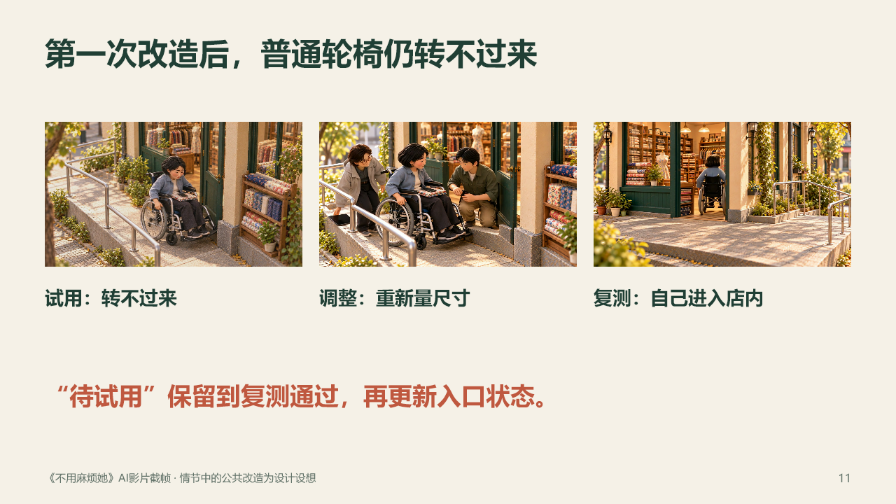 第一次改造后，普通轮椅仍转不过来
试用：转不过来
调整：重新量尺寸
复测：自己进入店内
“待试用”保留到复测通过，再更新入口状态。
《不用麻烦她》AI影片截帧 · 情节中的公共改造为设计设想
11